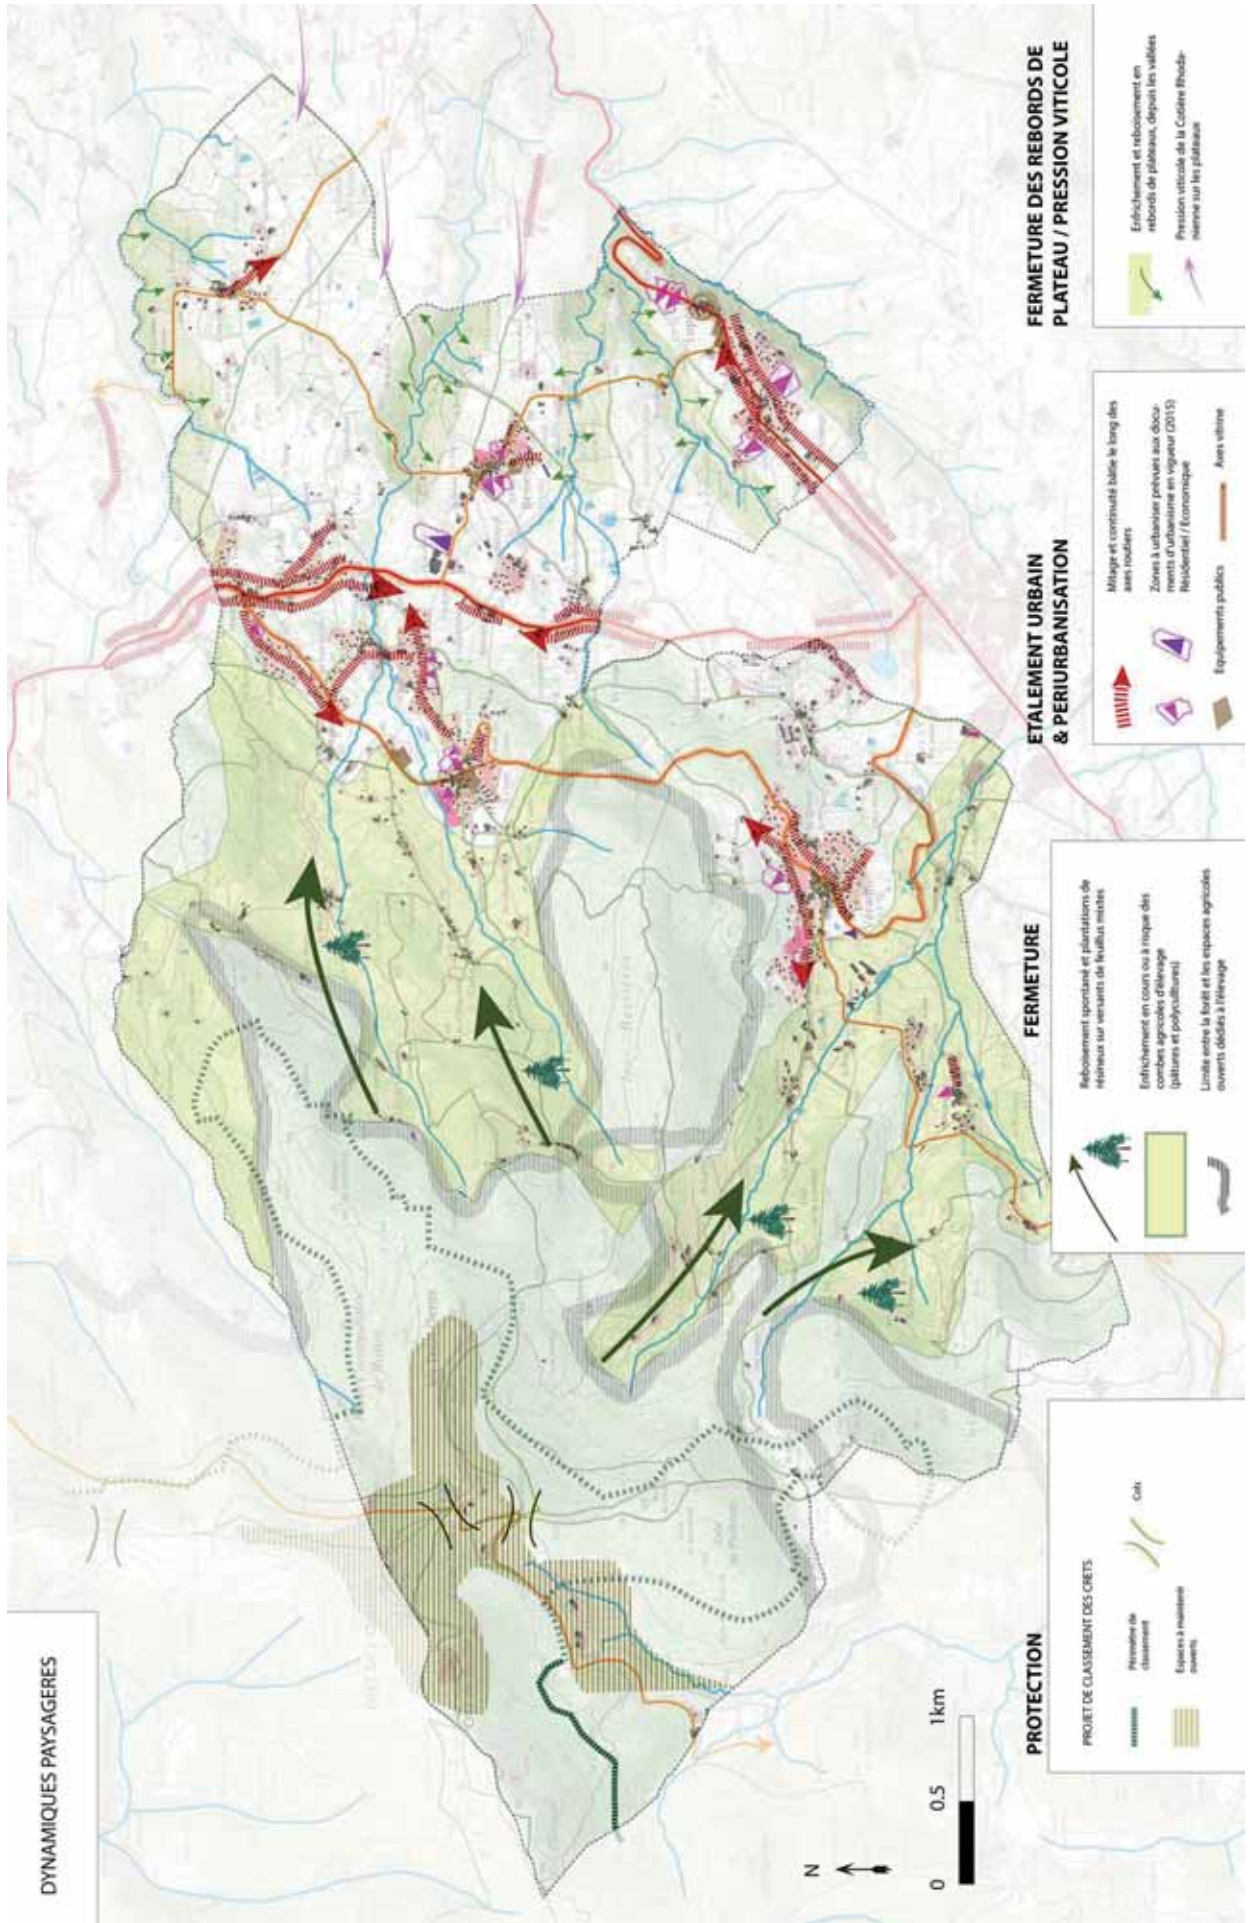 DYNAMIQUES PAYSAGERES
N
0
0.5
1km
PROTECTION
PROJET DE CLASSEMENT DES CRETS
Périmètre de
classement
Cols
Espaces à maintenir
ouverts
FERMETURE
Reboisement spontané et plantations de
résineux sur versants de feuillus mixtes
Enfrichement en cours ou à risque des
combes agricoles d'élevage
(pâtures et polycultures)
Limite entre la forêt et les espaces agricoles
ouverts dédiés à l'élevage
ETALEMENT URBAIN
& PERIURBANISATION
Mitage et continuité bâtie le long des
axes routiers
Zones à urbaniser prévues aux docu-
ments d'urbanisme en vigueur (2015)
Résidentiel / Economique
Equipements publics
Axes vitrine
FERMETURE DES REBORDS DE
PLATEAU / PRESSION VITICOLE
Enfrichement et reboisement en
rebords de plateaux, depuis les vallées
Pression viticole de la Cotière Rhoda-
nienne sur les plateaux